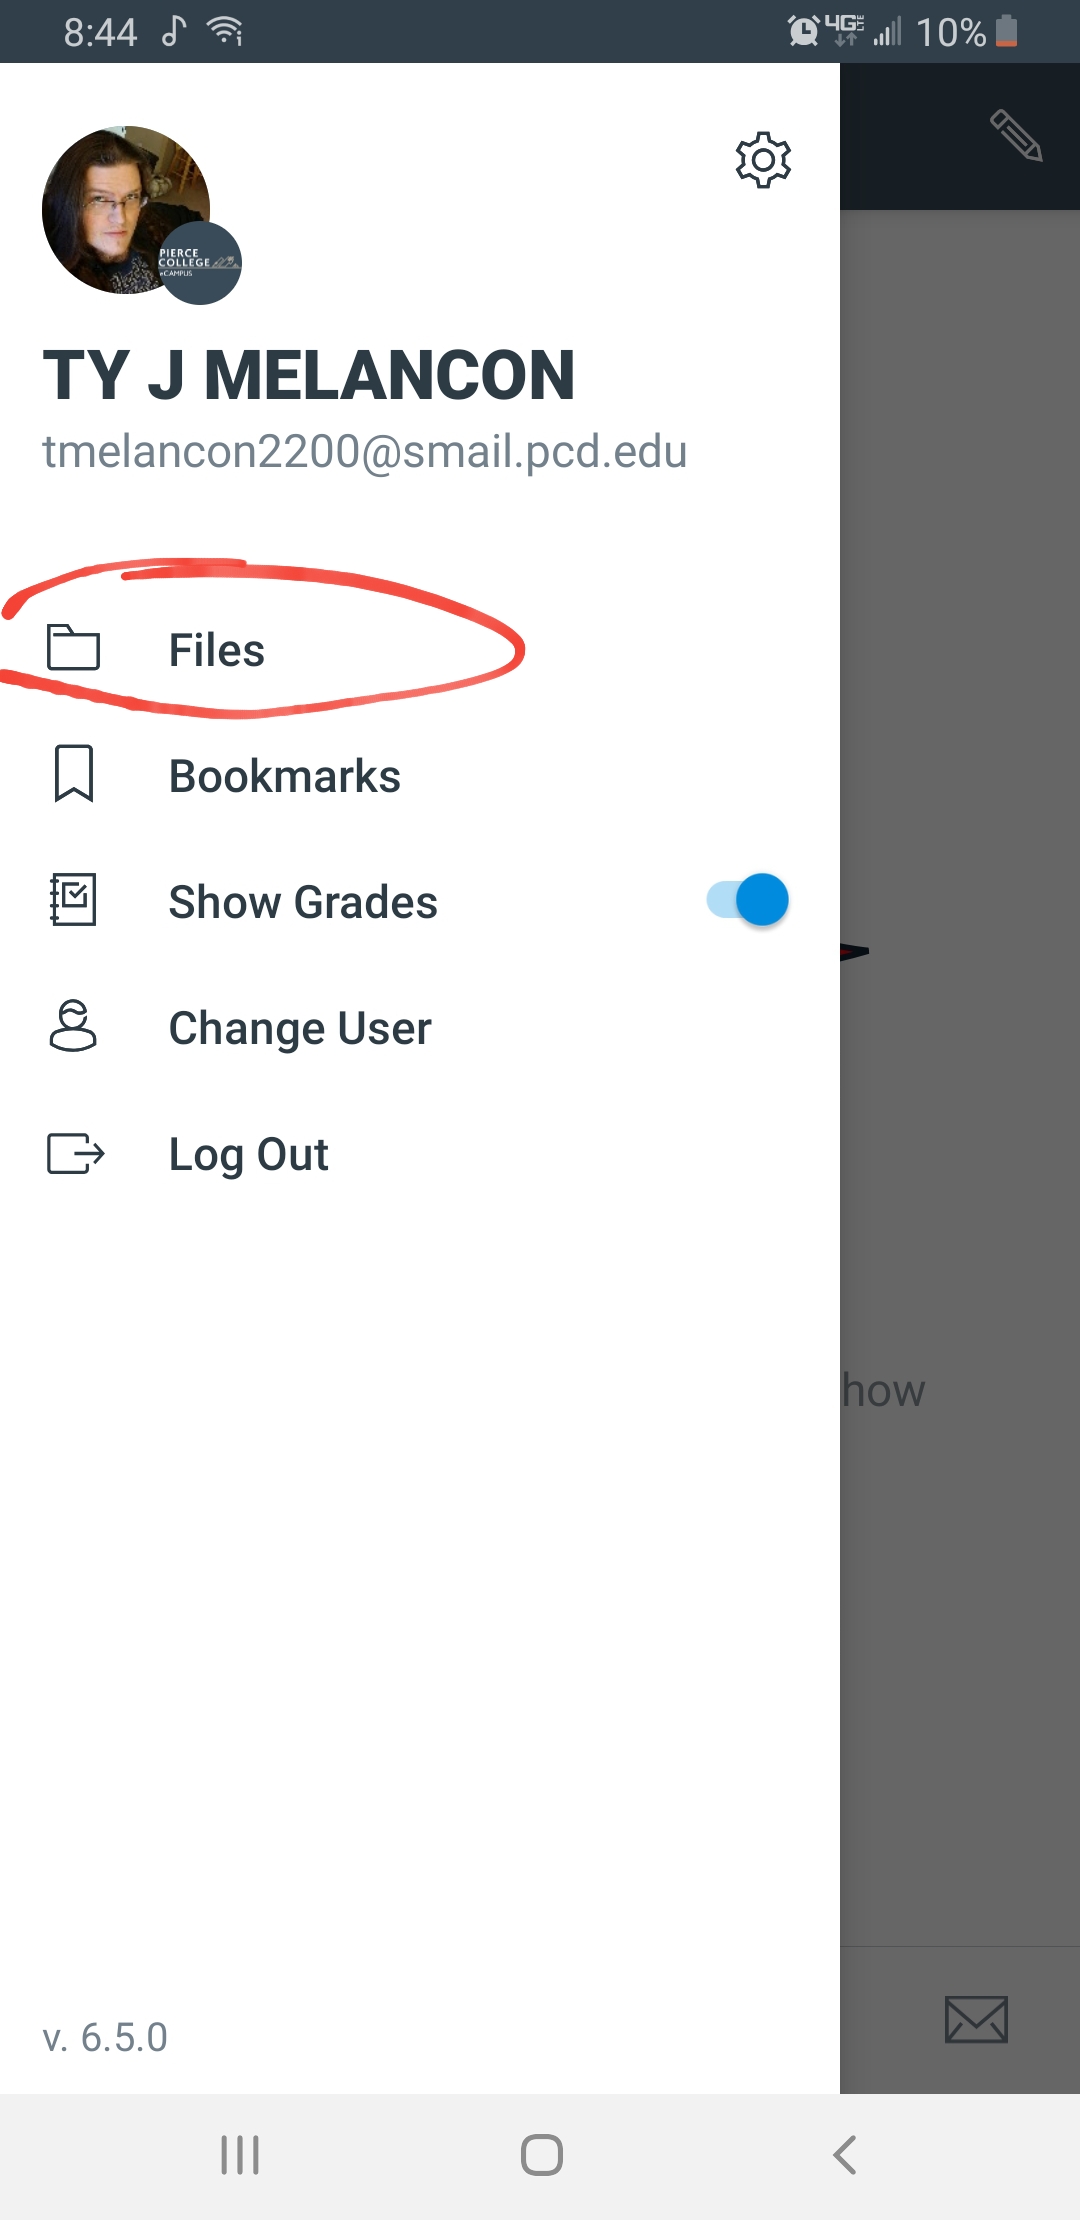 8:44
4G LTE
10%
PIERCE
COLLEGE
eCAMPUS
TY J MELANCON
tmelancon2200@smail.pcd.edu
Files
Bookmarks
Show Grades
Change User
Log Out
how
v. 6.5.0